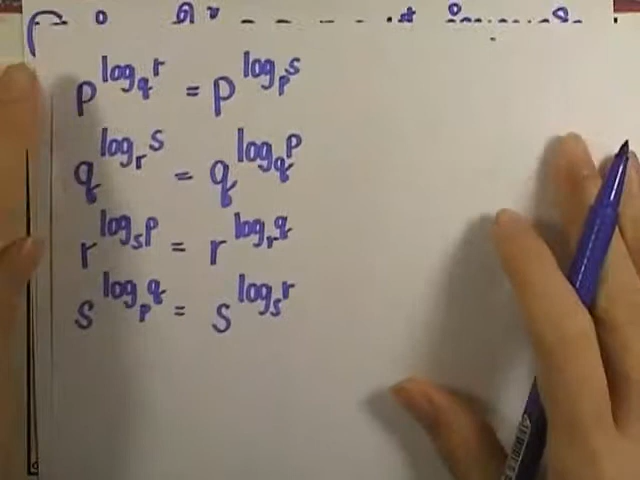 p^{log_q r} = p^{log_p s}
q^{log_r s} = q^{log_q p}
r^{log_s p} = r^{log_r q}
s^{log_p q} = s^{log_s r}